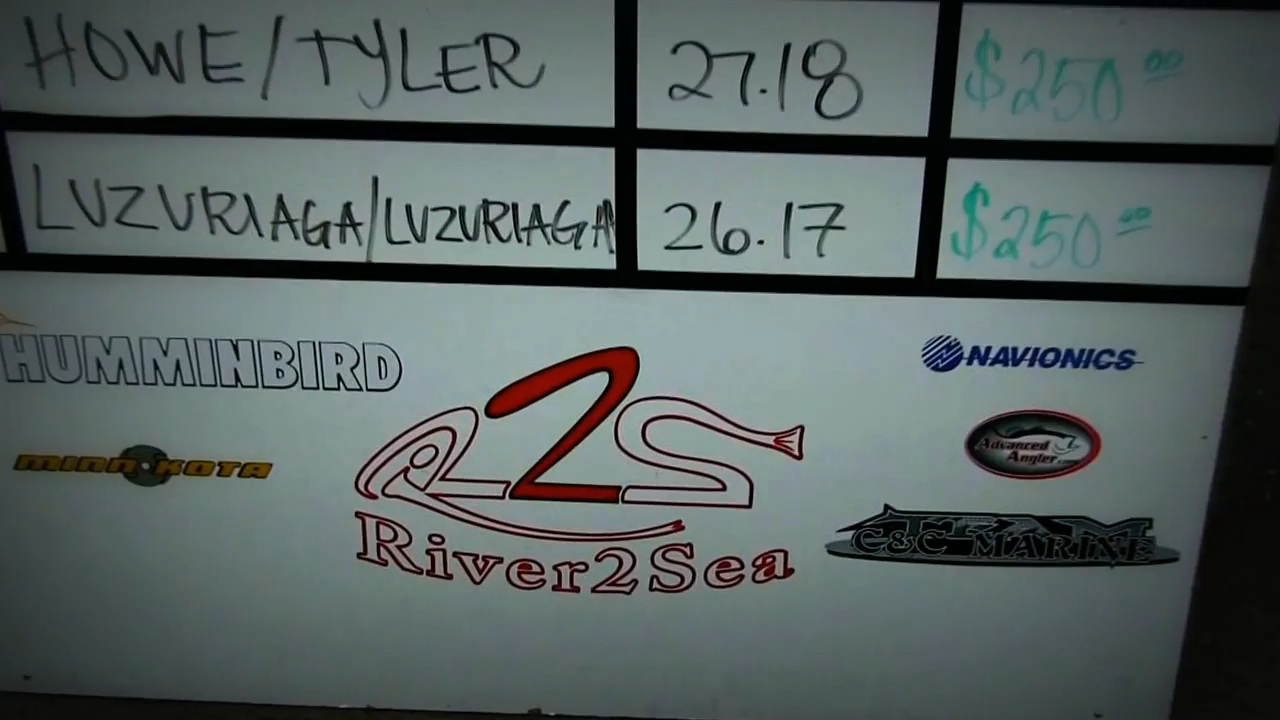 HOWE/TYLER 27.18 $250.00
LUZURIAGA/LUZURIAGA 26.17 $250.00
HUMMINBIRD
NAVIONICS
R2S
MINN KOTA
Advanced
Angler
River2Sea
TEAM
C&C MARINE